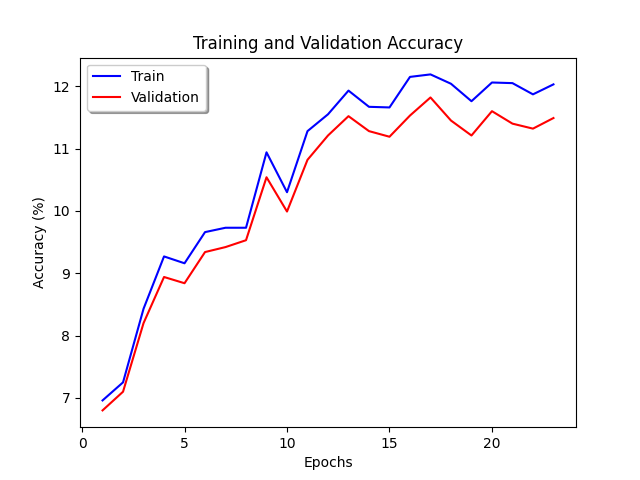 Training and Validation Accuracy
Train
Validation
12
11
10
9
8
7
Accuracy (%)
0
5
10
15
20
Epochs